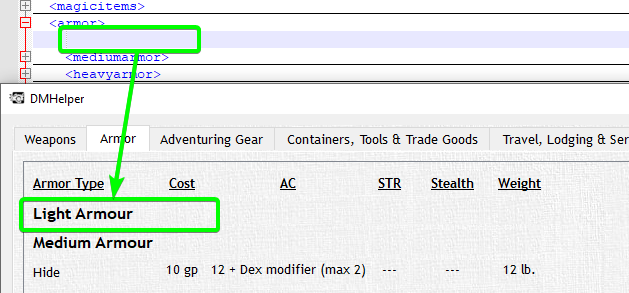 <magicitems>
<armor>
<mediumarmor>
<heavyarmor>
DMHelper
Weapons Armor Adventuring Gear Containers, Tools & Trade Goods Travel, Lodging & Ser
Armor Type Cost AC STR Stealth Weight
Light Armour
Medium Armour
Hide 10 gp 12 + Dex modifier (max 2) --- --- 12 lb.